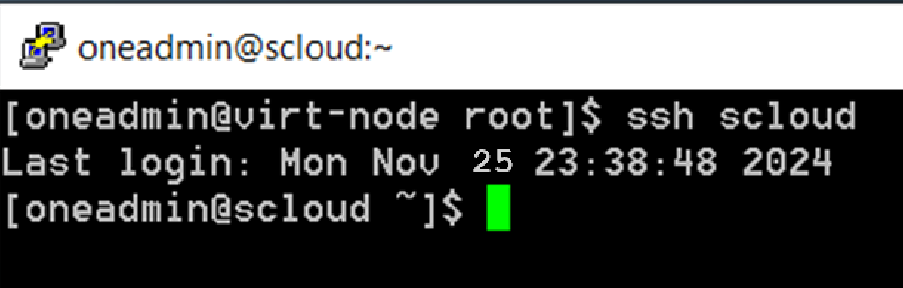 oneadmin@scloud:~
[oneadmin@virt-node root]$ ssh scloud
Last login: Mon Nov 25 23:38:48 2024
[oneadmin@scloud ~]$